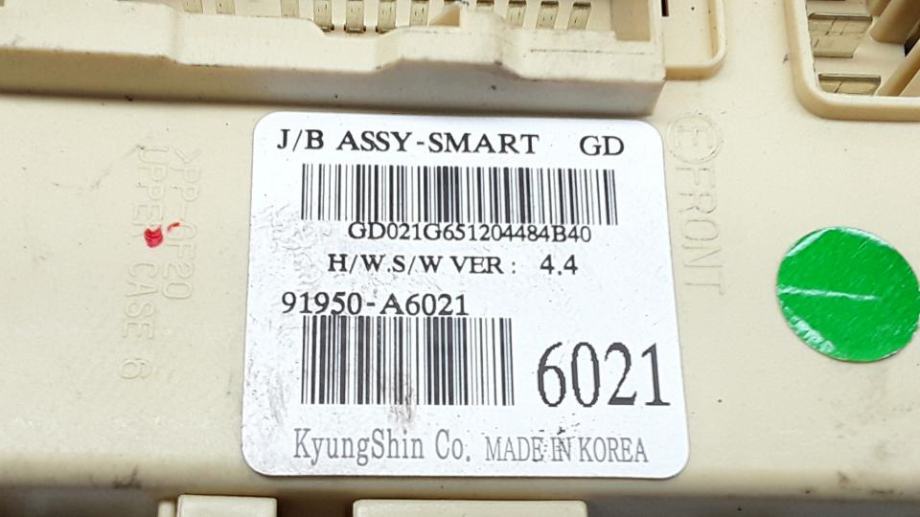 J/B ASSY-SMART GD
GD021G651204484B40
H/W.S/W VER : 4.4
91950-A6021
6021
KyungShin Co. MADE IN KOREA
FRONT
>PP-GF20
UPPER CASE 6